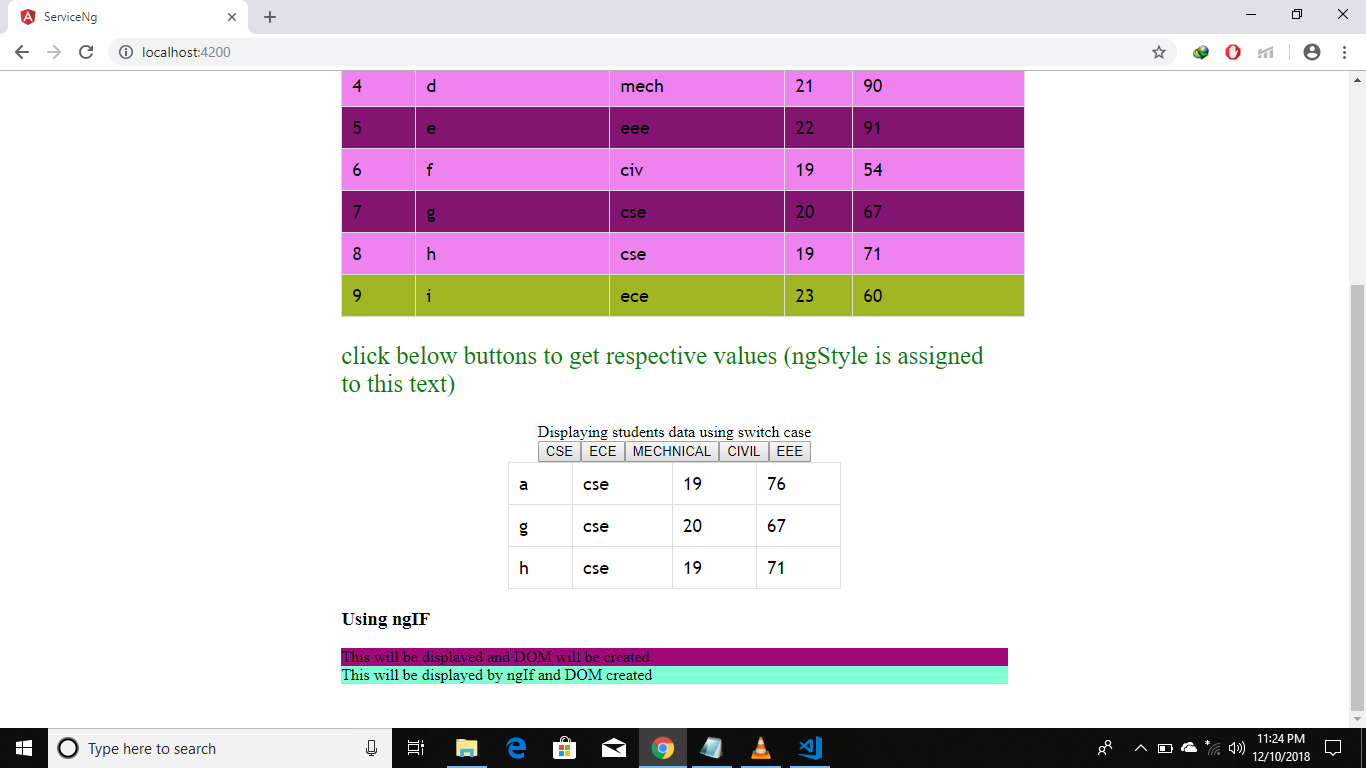 ServiceNg
localhost:4200
4 d mech 21 90
5 e eee 22 91
6 f civ 19 54
7 g cse 20 67
8 h cse 19 71
9 i ece 23 60
click below buttons to get respective values (ngStyle is assigned
to this text)
Displaying students data using switch case
CSE ECE MECHNICAL CIVIL EEE
a cse 19 76
g cse 20 67
h cse 19 71
Using ngIF
This will be displayed and DOM will be created
This will be displayed by ngIf and DOM created
Type here to search
11:24 PM
12/10/2018